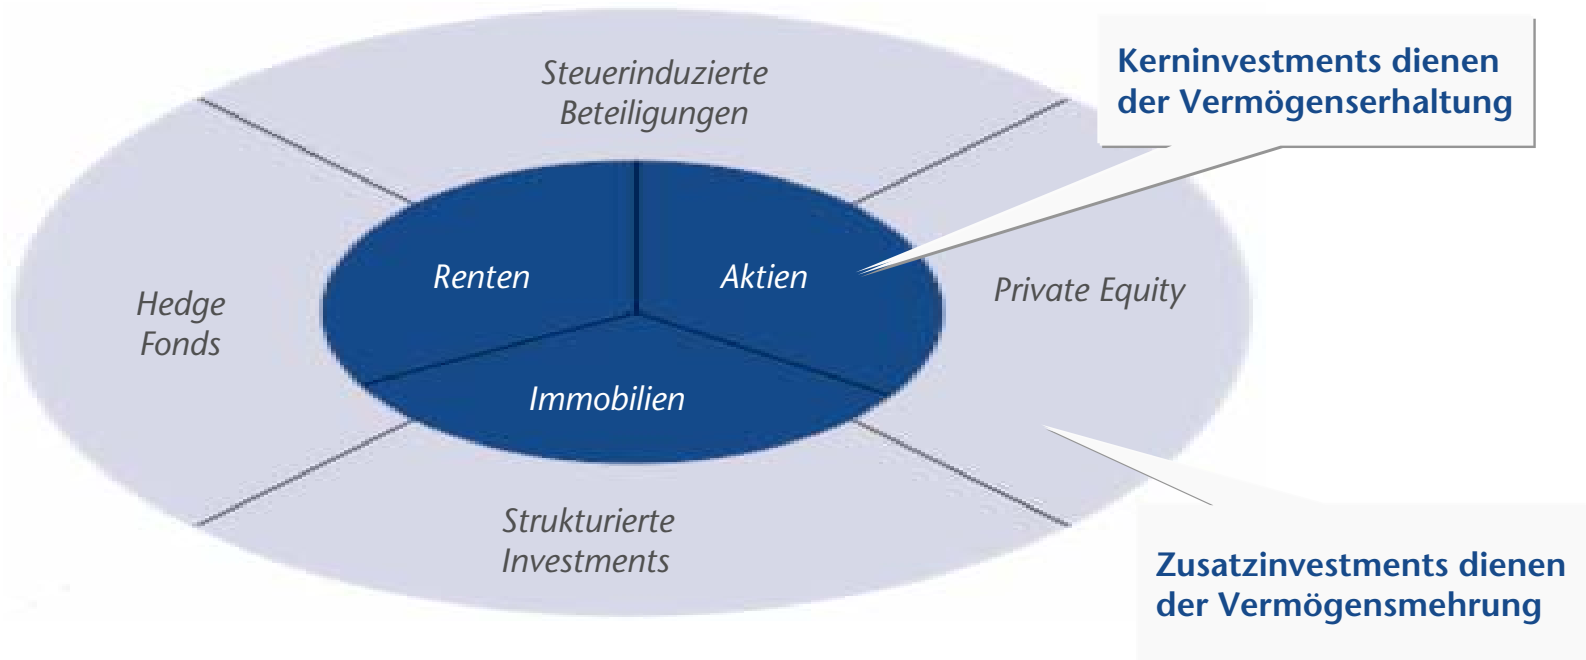 Steuerinduzierte
Beteiligungen
Kerninvestments dienen
der Vermögenserhaltung
Renten
Aktien
Hedge
Fonds
Private Equity
Immobilien
Strukturierte
Investments
Zusatzinvestments dienen
der Vermögensmehrung